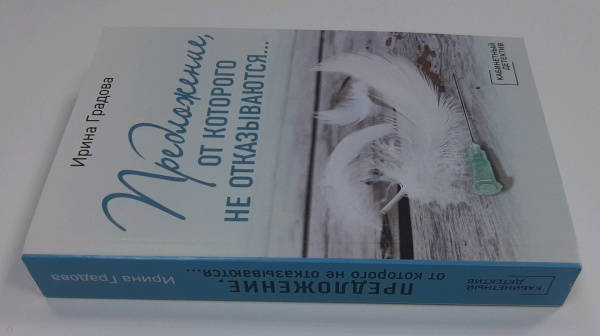 Ирина Градова
Предложение,
ОТ КОТОРОГО
НЕ ОТКАЗЫВАЮТСЯ...
КАБИНЕТНЫЙ
ДЕТЕКТИВ
Ирина Градова
ПРЕДЛОЖЕНИЕ,
ОТ КОТОРОГО НЕ ОТКАЗЫВАЮТСЯ...
КАБИНЕТНЫЙ
ДЕТЕКТИВ